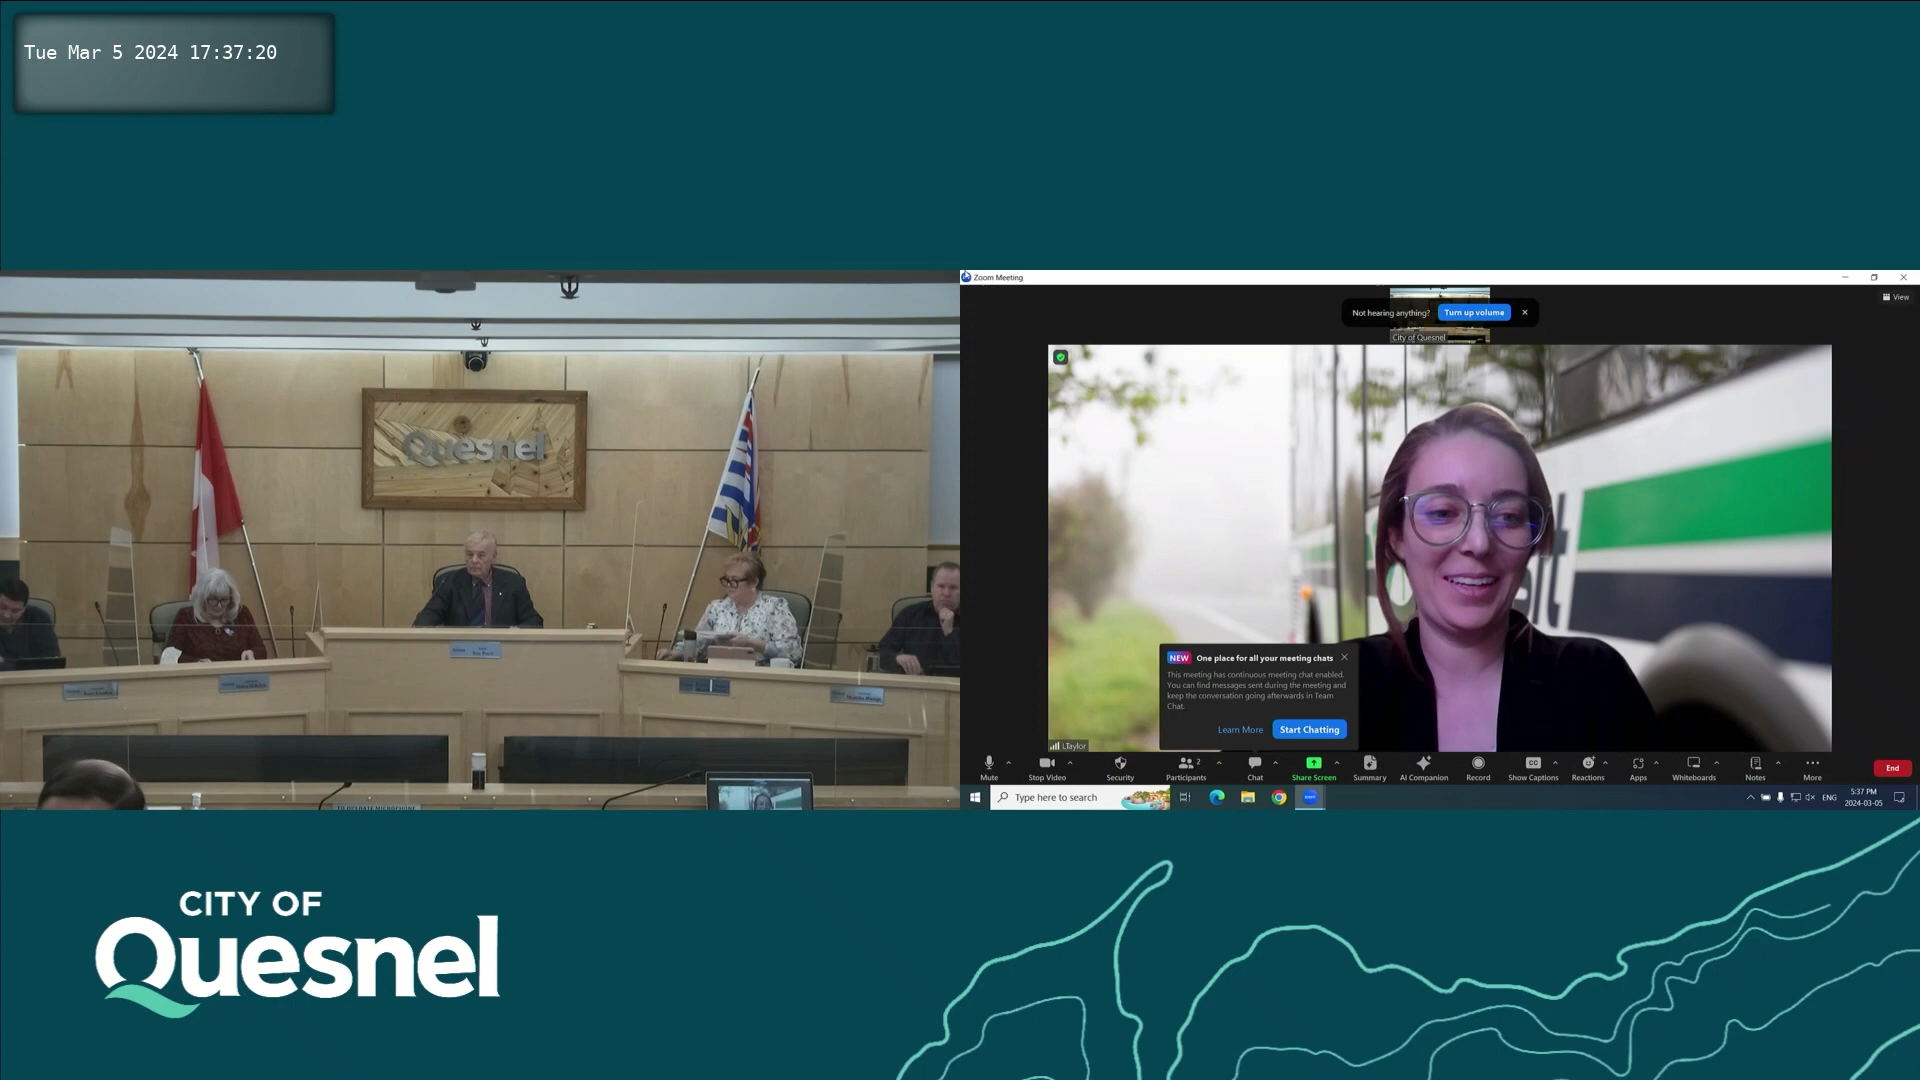 Tue Mar 5 2024 17:37:20
Zoom Meeting
View
Not hearing anything?
Turn up volume
City of Quesnel
Quesnel
NEW One place for all your meeting chats
This meeting has continuous meeting chat enabled.
You can find messages sent during the meeting and
keep the conversation going afterwards in Team
Chat.
Learn More
Start Chatting
LTaylor
Mute
Stop Video
Security
Participants
2
Chat
Share Screen
Summary
AI Companion
Record
Show Captions
Reactions
Apps
Whiteboards
Notes
More
End
Type here to search
ENG
5:37 PM
2024-03-05
TO OPERATE MICROPHONE
CITY OF
Quesnel